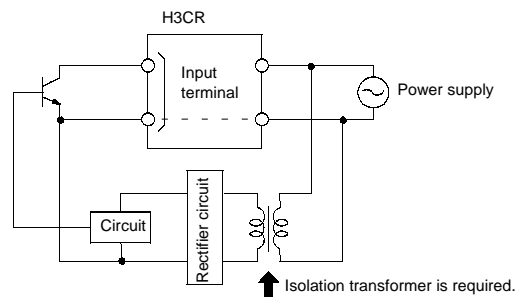 H3CR
Input
terminal
Power supply
Circuit
Rectifier circuit
Isolation transformer is required.